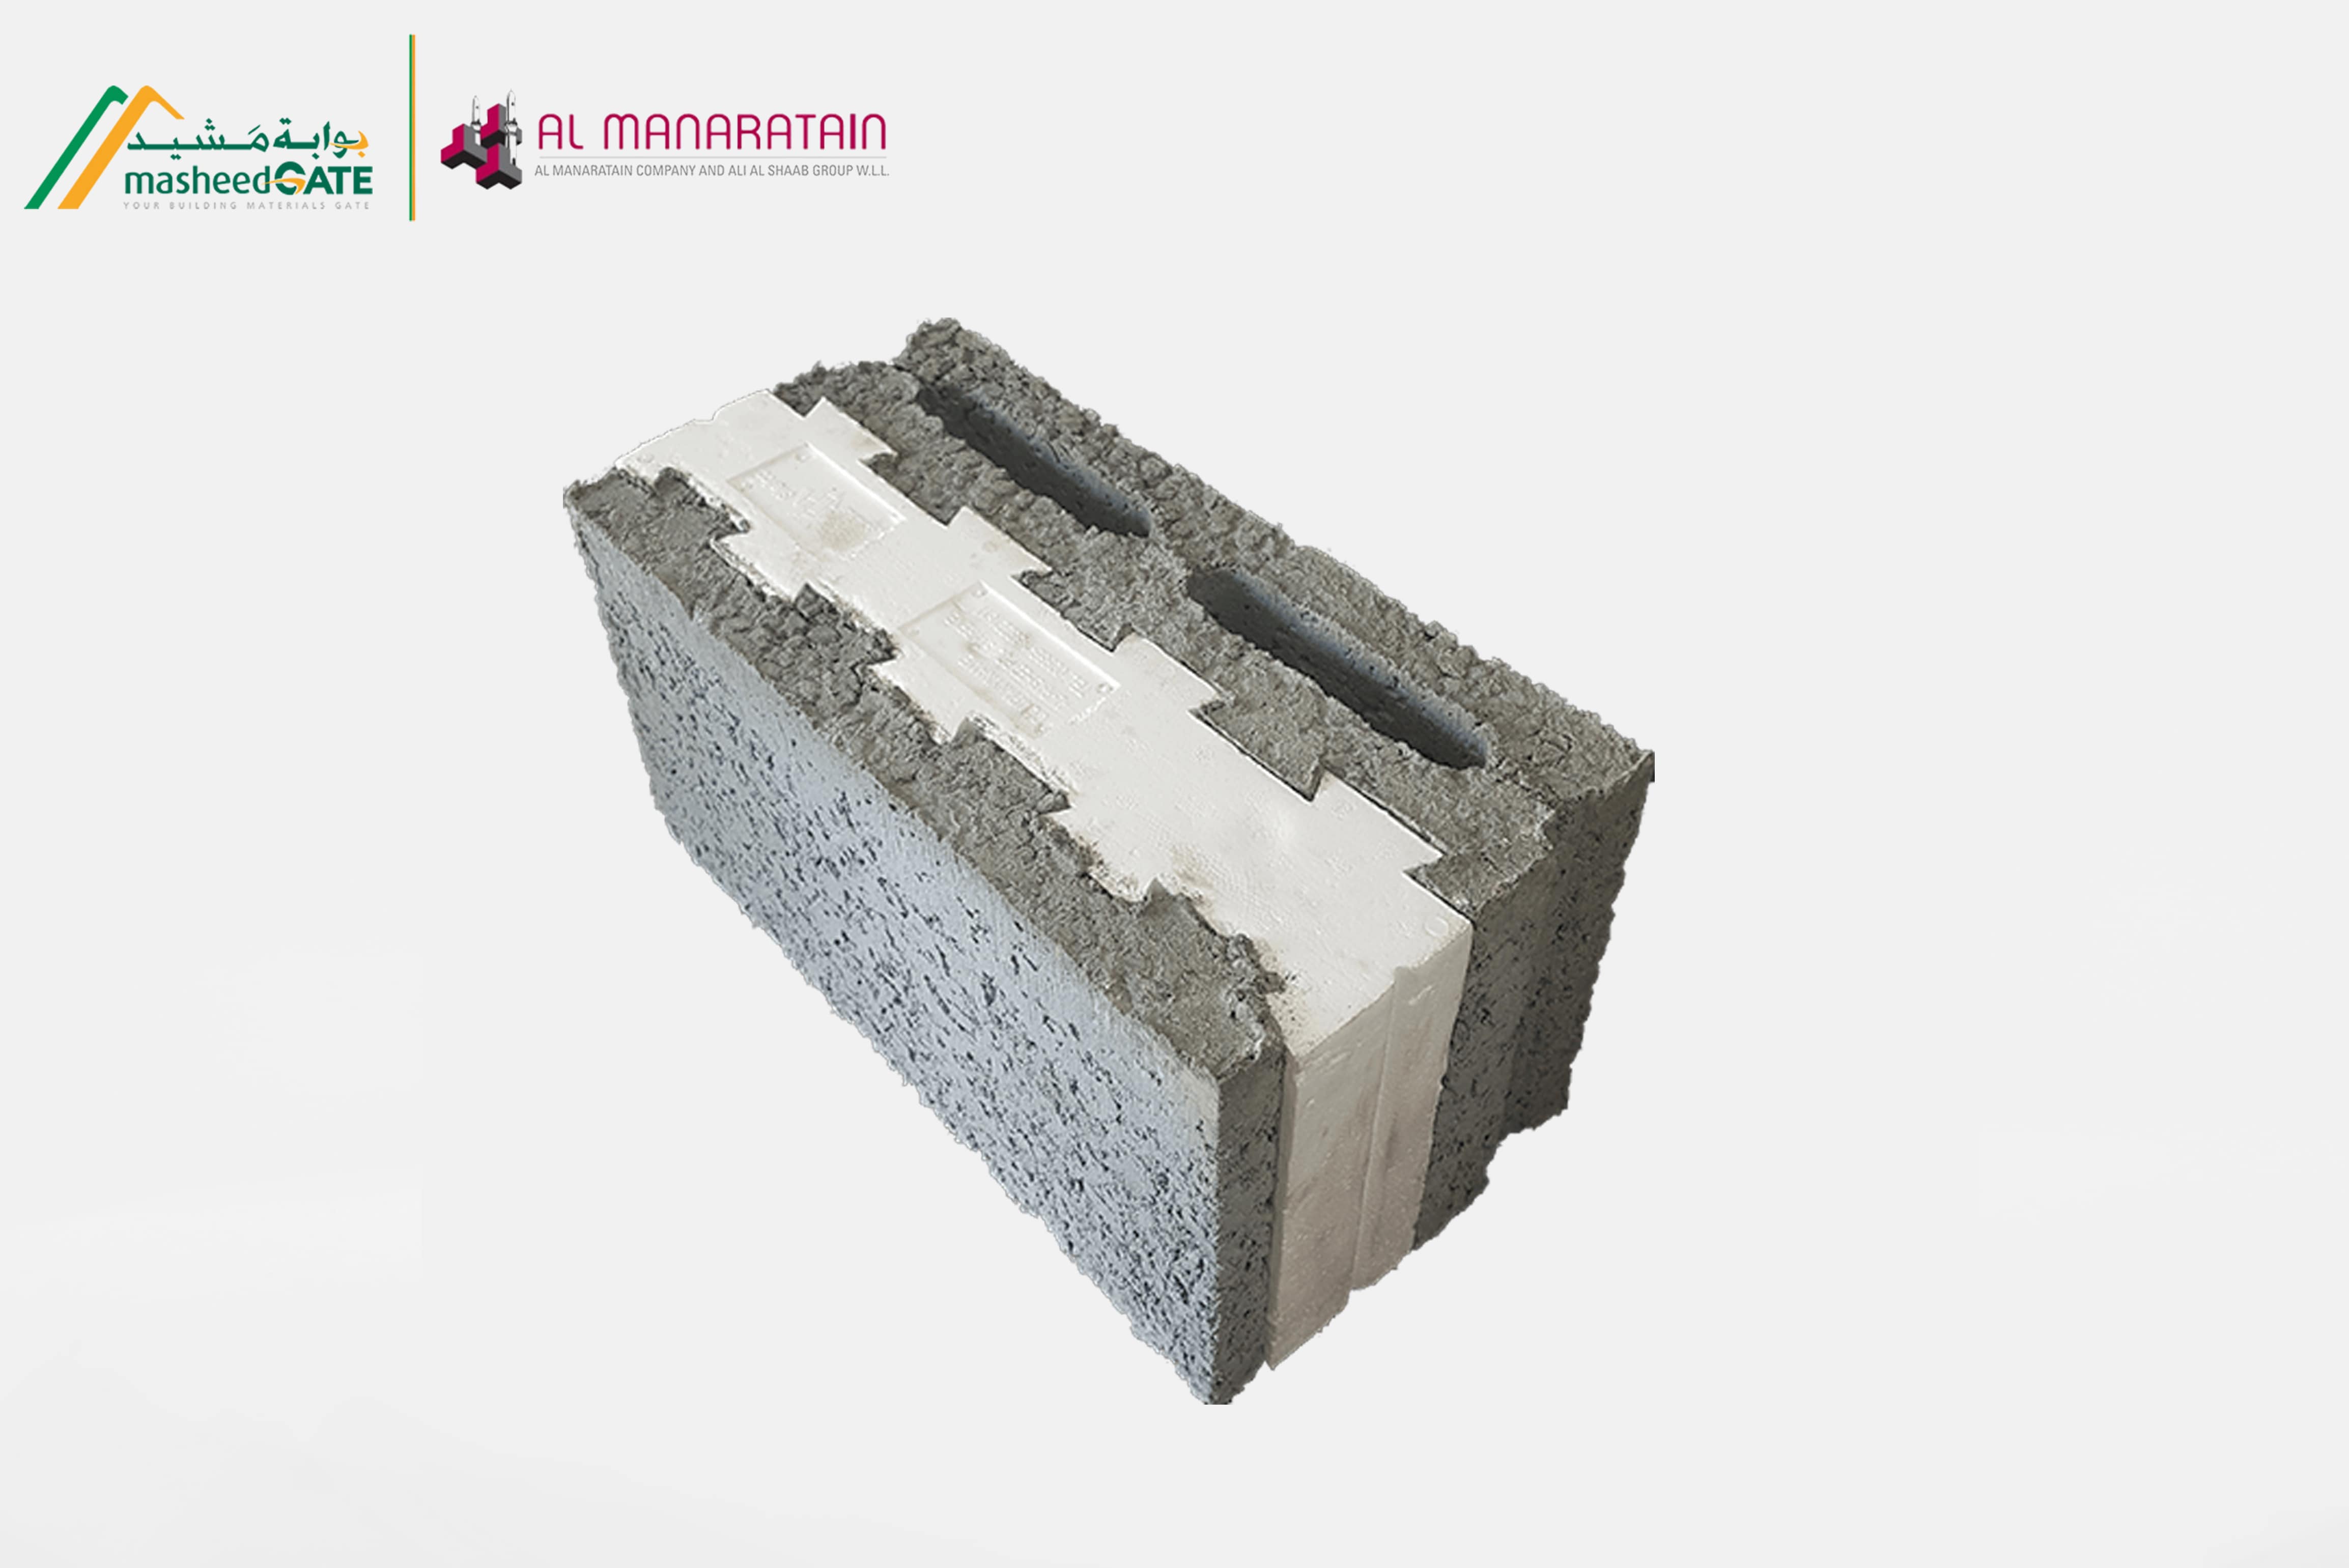 بوابة مَشيد
masheedGATE
YOUR BUILDING MATERIALS GATE
AL MANARATAIN
AL MANARATAIN COMPANY AND ALI AL SHAAB GROUP W.L.L.